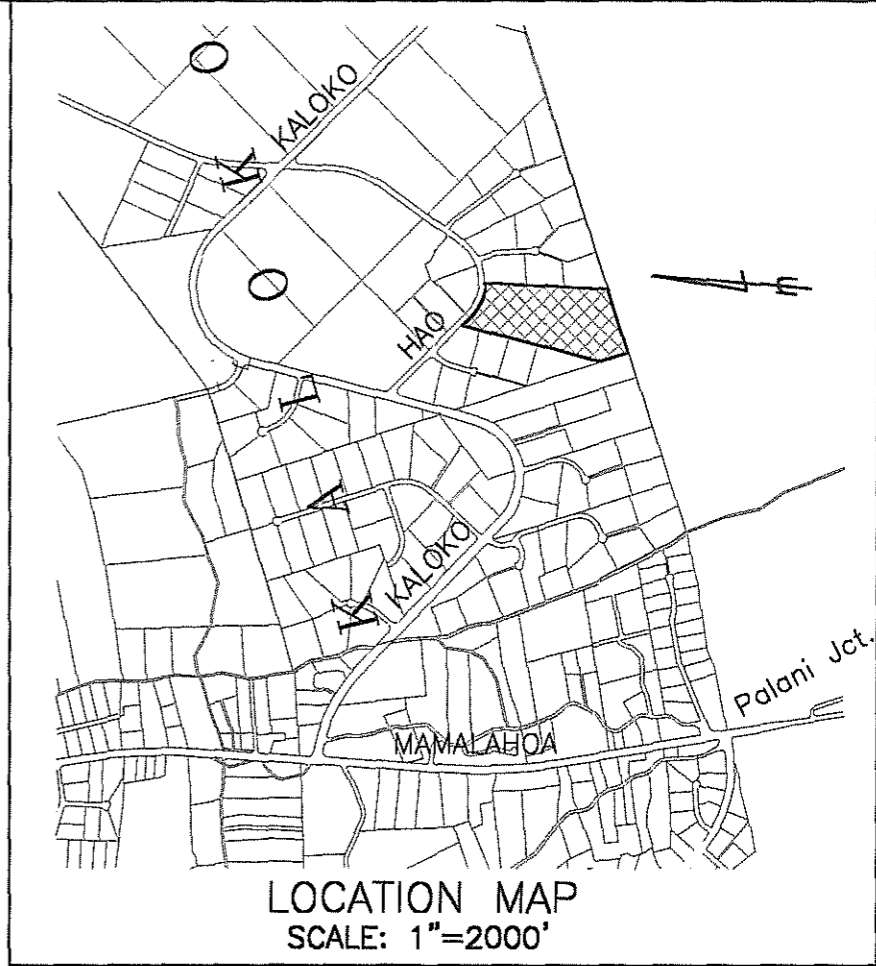 O
KALOKO
K
O
HAO
L
A
KALOKO
K
Palani Jct.
MAMALAHOA
LOCATION MAP
SCALE: 1"=2000'